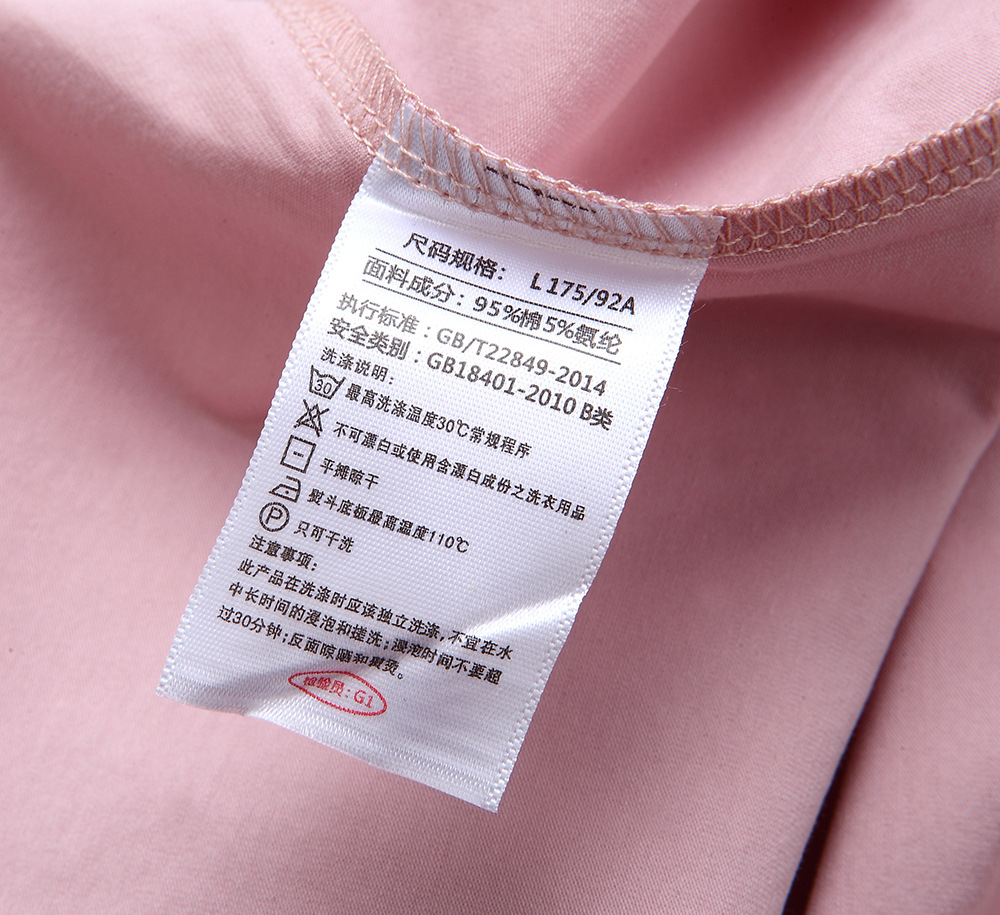 尺码规格: L 175/92A
面料成分: 95%棉5%氨纶
执行标准: GB/T22849-2014
安全类别: GB18401-2010 B类
洗涤说明:
30 最高洗涤温度30℃常规程序
不可漂白或使用含漂白成份之洗衣用品
平摊晾干
熨斗底板最高温度110℃
P 只可干洗
注意事项:
此产品在洗涤时应该独立洗涤,不宜在水
中长时间的浸泡和搓洗;浸泡时间不要超
过30分钟;反面晾晒和熨烫。
检验员: G1